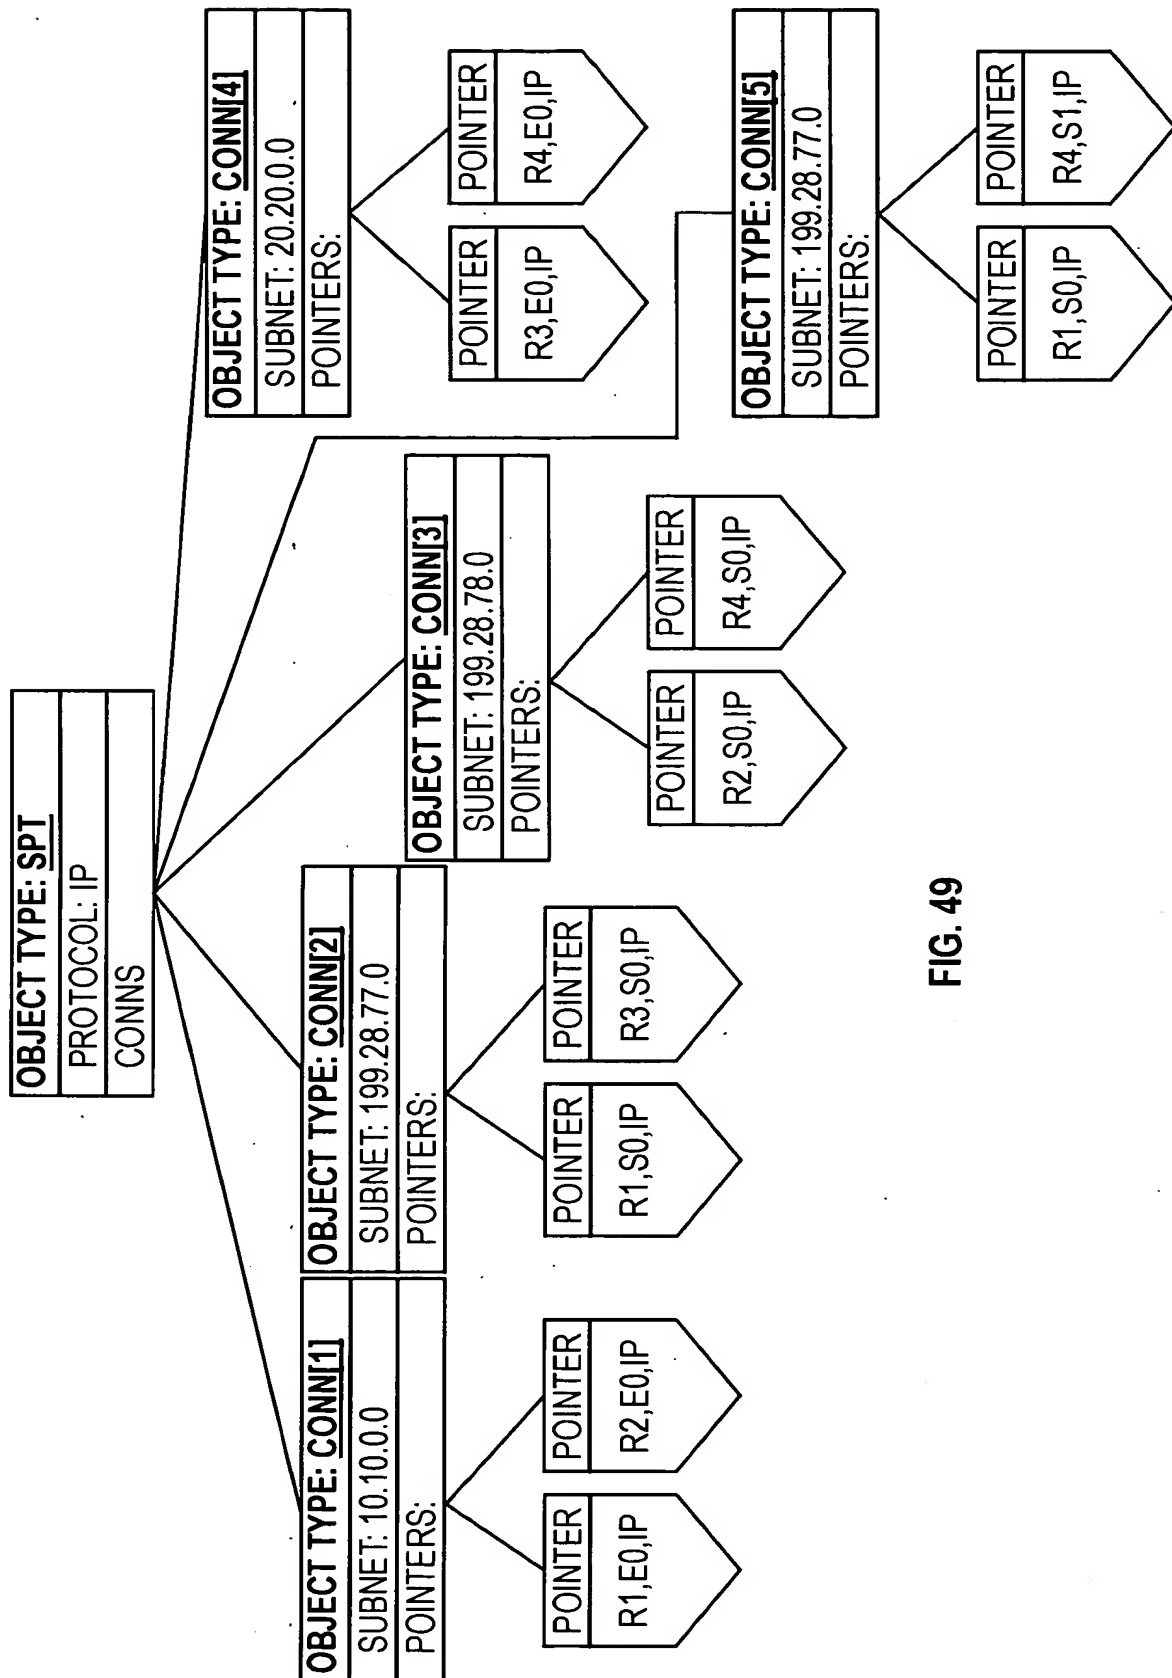 OBJECT TYPE: SPT
PROTOCOL: IP
CONNS
OBJECT TYPE: CONN[1]
SUBNET: 10.10.0.0
POINTERS:
POINTER
R1,E0,IP
POINTER
R2,E0,IP
OBJECT TYPE: CONN[2]
SUBNET: 199.28.77.0
POINTERS:
POINTER
R1,S0,IP
POINTER
R3,S0,IP
OBJECT TYPE: CONN[3]
SUBNET: 199.28.78.0
POINTERS:
POINTER
R2,S0,IP
POINTER
R4,S0,IP
OBJECT TYPE: CONN[4]
SUBNET: 20.20.0.0
POINTERS:
POINTER
R3,E0,IP
POINTER
R4,E0,IP
OBJECT TYPE: CONN[5]
SUBNET: 199.28.77.0
POINTERS:
POINTER
R1,S0,IP
POINTER
R4,S1,IP
FIG. 49